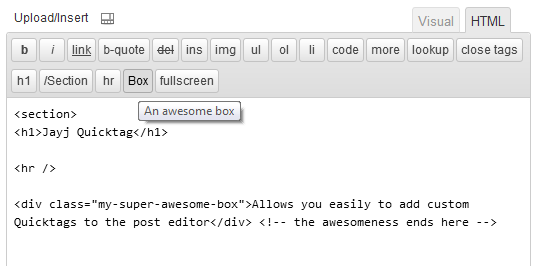 Upload/Insert Visual HTML
b i link b-quote del ins img ul ol li code more lookup close tags
h1 /Section hr Box fullscreen
An awesome box
<section>
<h1>Jayj Quicktag</h1>
<hr />
<div class="my-super-awesome-box">Allows you easily to add custom
Quicktags to the post editor</div> <!-- the awesomeness ends here -->